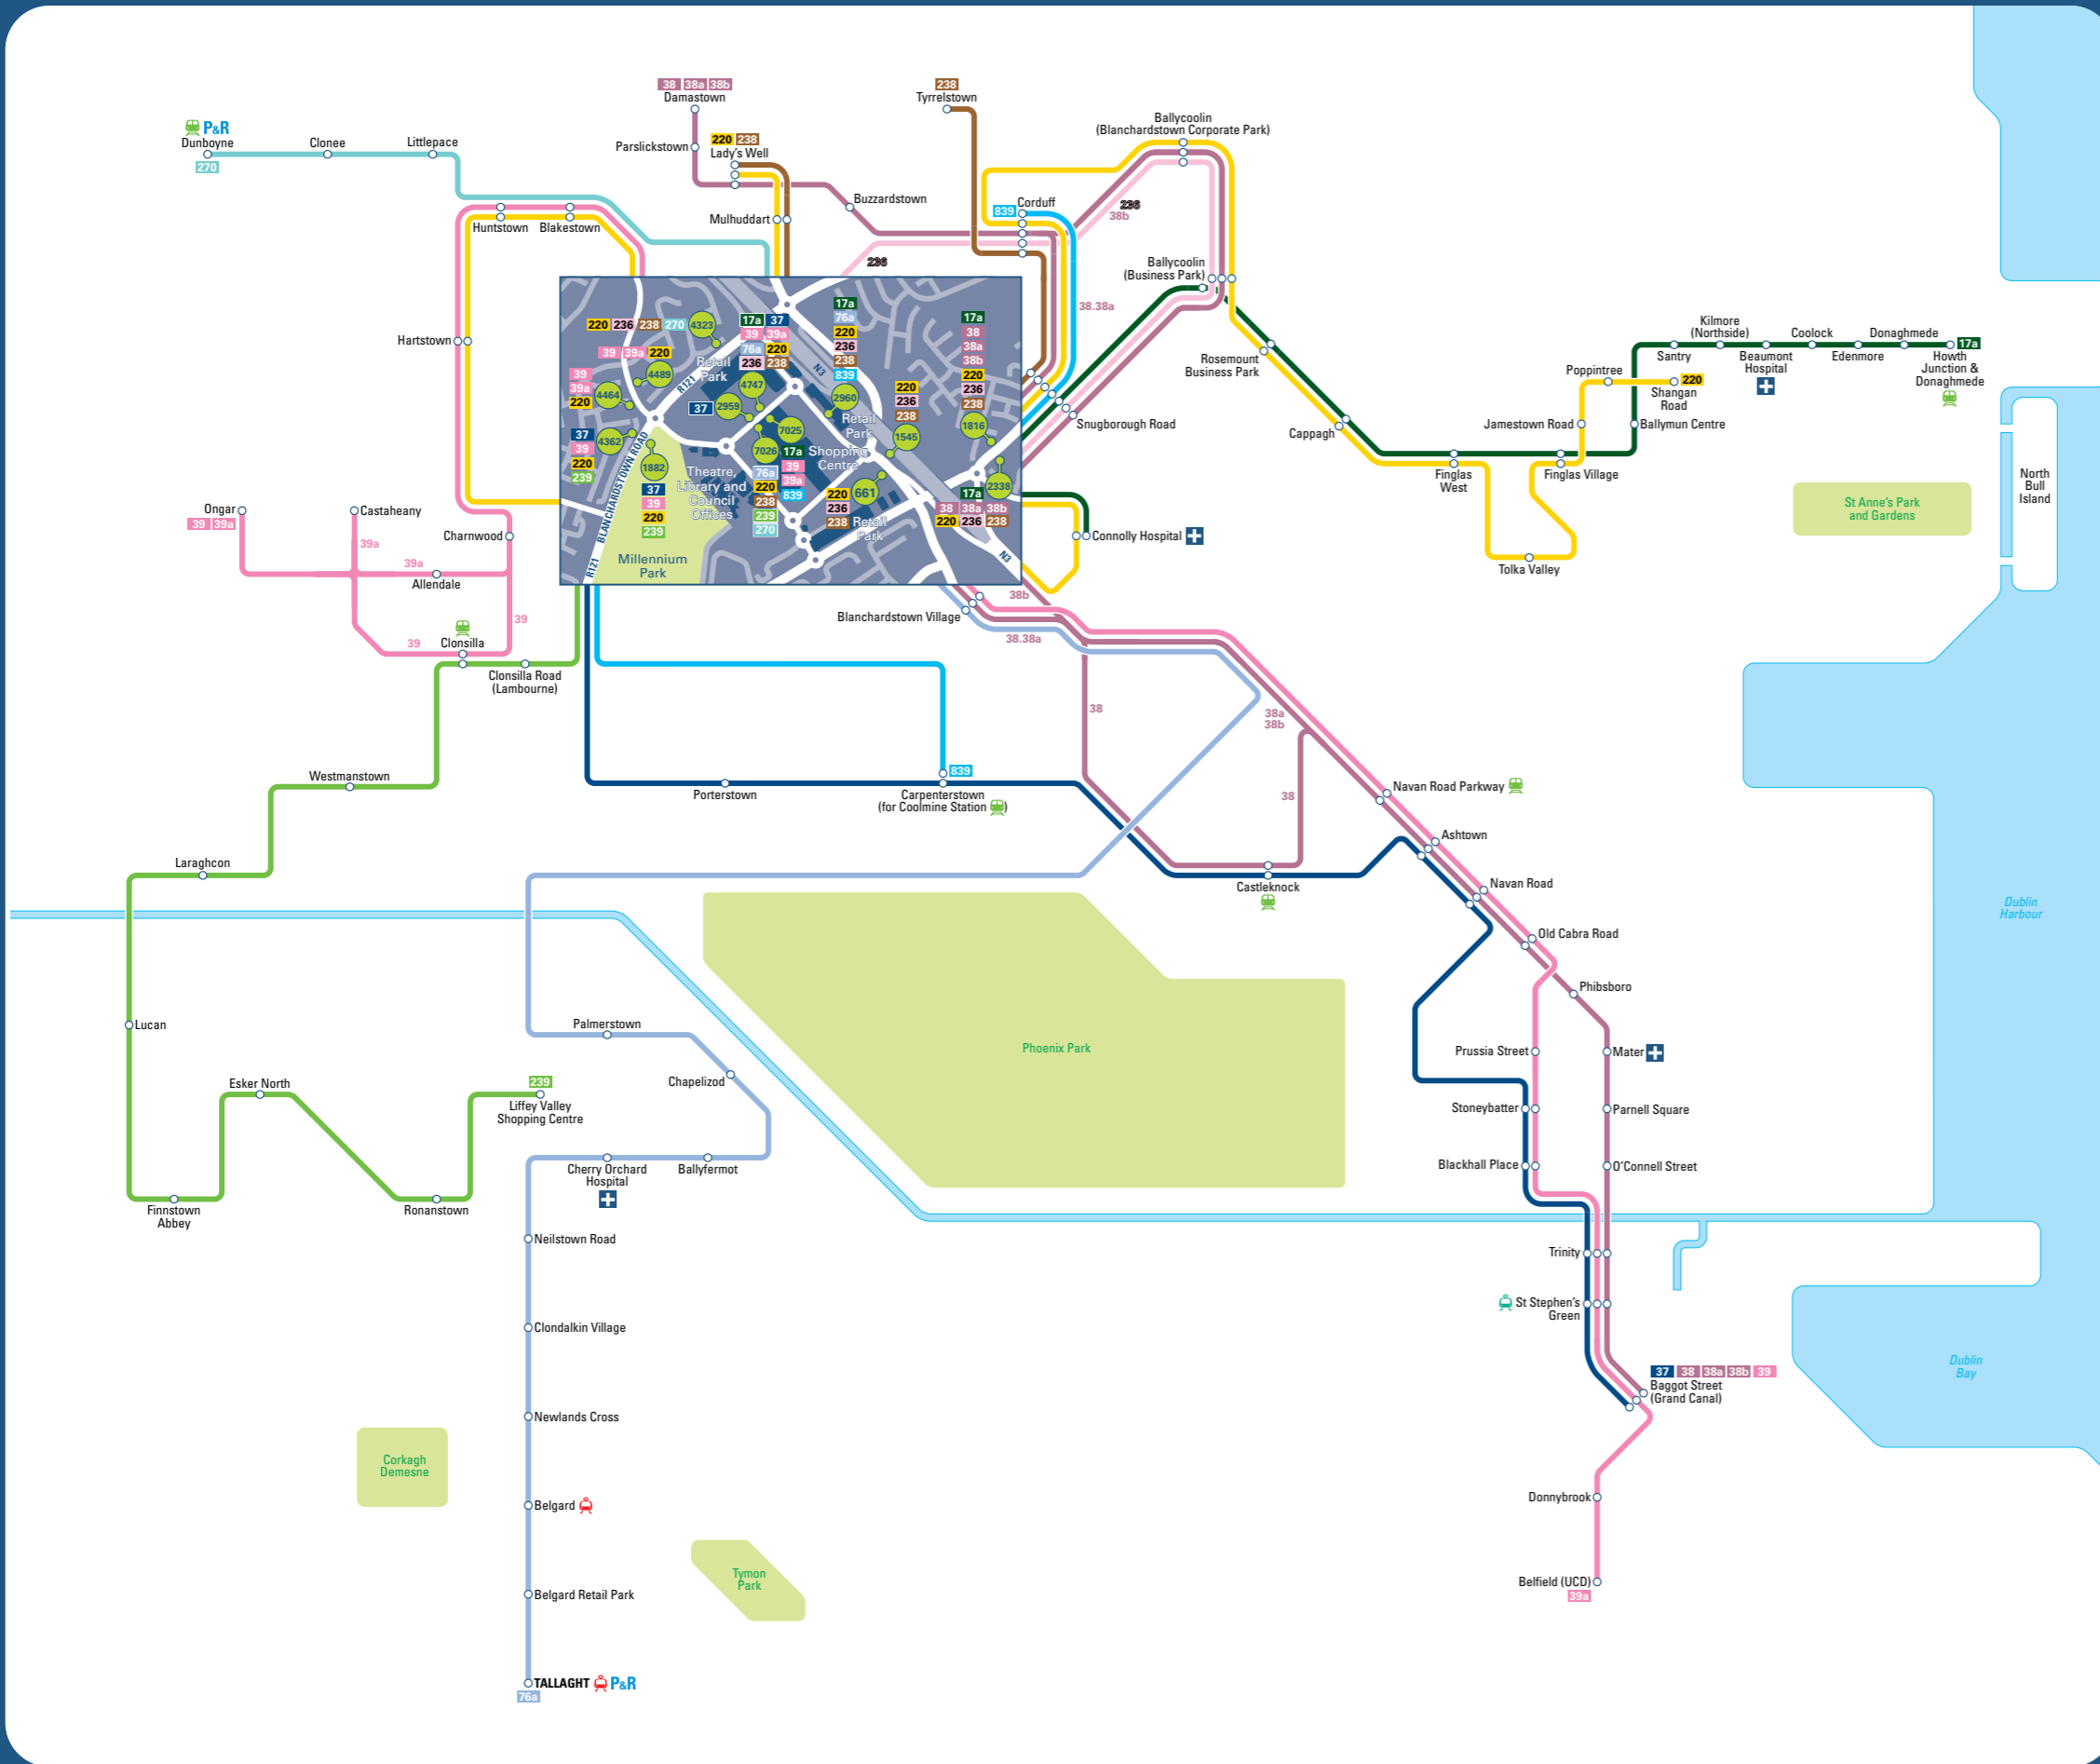 38 38a 38b
Damastown
Parslickstown
238
Tyrrelstown
P&R
Dunboyne
270
Clonee
Littlepace
220 238
Lady's Well
Mulhuddart
Buzzardstown
Ballycoolin
(Blanchardstown Corporate Park)
236
38b
839
Corduff
236
Huntstown
Blakestown
Ballycoolin
(Business Park)
38.38a
Hartstown
Rosemount
Business Park
Snugborough Road
Cappagh
Kilmore
(Northside)
Coolock
Donaghmede
Santry
Beaumont
Hospital
Edenmore
17a
Howth
Junction &
Donaghmede
Poppintree
220
Shangan
Road
Jamestown Road
Ballymun Centre
Finglas
West
Finglas Village
Tolka Valley
St Anne's Park
and Gardens
North
Bull
Island
220 236 238 270
4323
39 39a 220
4489
39
39a
220
4464
37
39
220
239
4362
1882
37
39
220
239
Retail
Park
R121
17a 37
39 39a
76a 220
236 238
4747
37
2959
7025
7026
17a
76a 39
220 39a
238 839
239
270
N3
17a
76a
220
236
238
839
2960
Retail
Park
Shopping
Centre
220
236
238
1545
17a
38
38a
38b
220
236
238
1816
2338
17a
38 38a 38b
220 236 238
661
220
236
238
Retail
Park
N3
Theatre,
Library and
Council
Offices
BLANCHARDSTOWN ROAD
R121
Millennium
Park
Connolly Hospital
Ongar
39 39a
Castaheany
39a
39a
Allendale
Charnwood
39
39
Clonsilla
Clonsilla Road
(Lambourne)
Blanchardstown Village
38b
38.38a
38
38a
38b
38
Westmanstown
Porterstown
839
Carpenterstown
(for Coolmine Station )
Navan Road Parkway
Ashtown
Castleknock
Navan Road
Old Cabra Road
Laraghcon
Phibsboro
Dublin
Harbour
Lucan
Palmerstown
Chapelizod
Phoenix Park
Prussia Street
Mater
Esker North
239
Liffey Valley
Shopping Centre
Stoneybatter
Parnell Square
Blackhall Place
O'Connell Street
Cherry Orchard
Hospital
Ballyfermot
Finnstown
Abbey
Ronanstown
Neilstown Road
Trinity
St Stephen's
Green
Clondalkin Village
37 38 38a 38b 39
Baggot Street
(Grand Canal)
Dublin
Bay
Newlands Cross
Corkagh
Demesne
Belgard
Donnybrook
Tymon
Park
Belfield (UCD)
39a
Belgard Retail Park
TALLAGHT P&R
76a